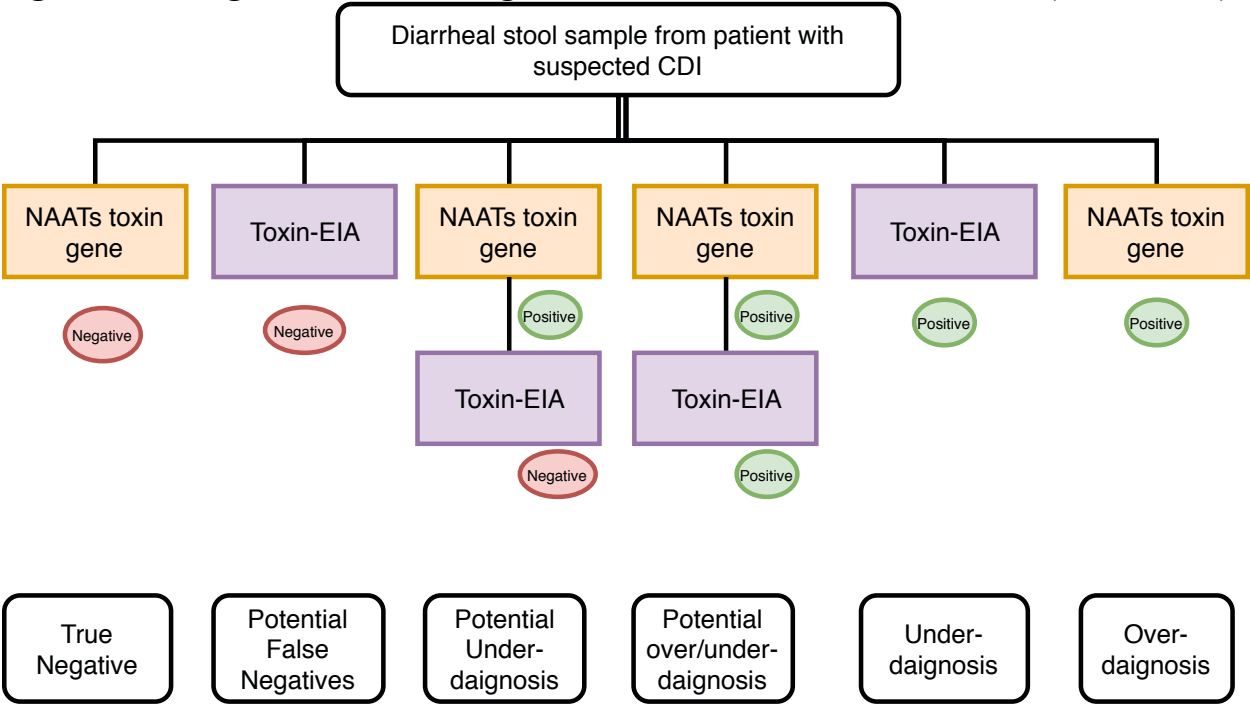 Diarrheal stool sample from patient with
suspected CDI
NAATs toxin
gene
Toxin-EIA
NAATs toxin
gene
NAATs toxin
gene
Toxin-EIA
NAATs toxin
gene
Negative
Negative
Positive
Positive
Positive
Positive
Toxin-EIA
Toxin-EIA
Negative
Positive
True
Negative
Potential
False
Negatives
Potential
Under-
daignosis
Potential
over/under-
daignosis
Under-
daignosis
Over-
daignosis